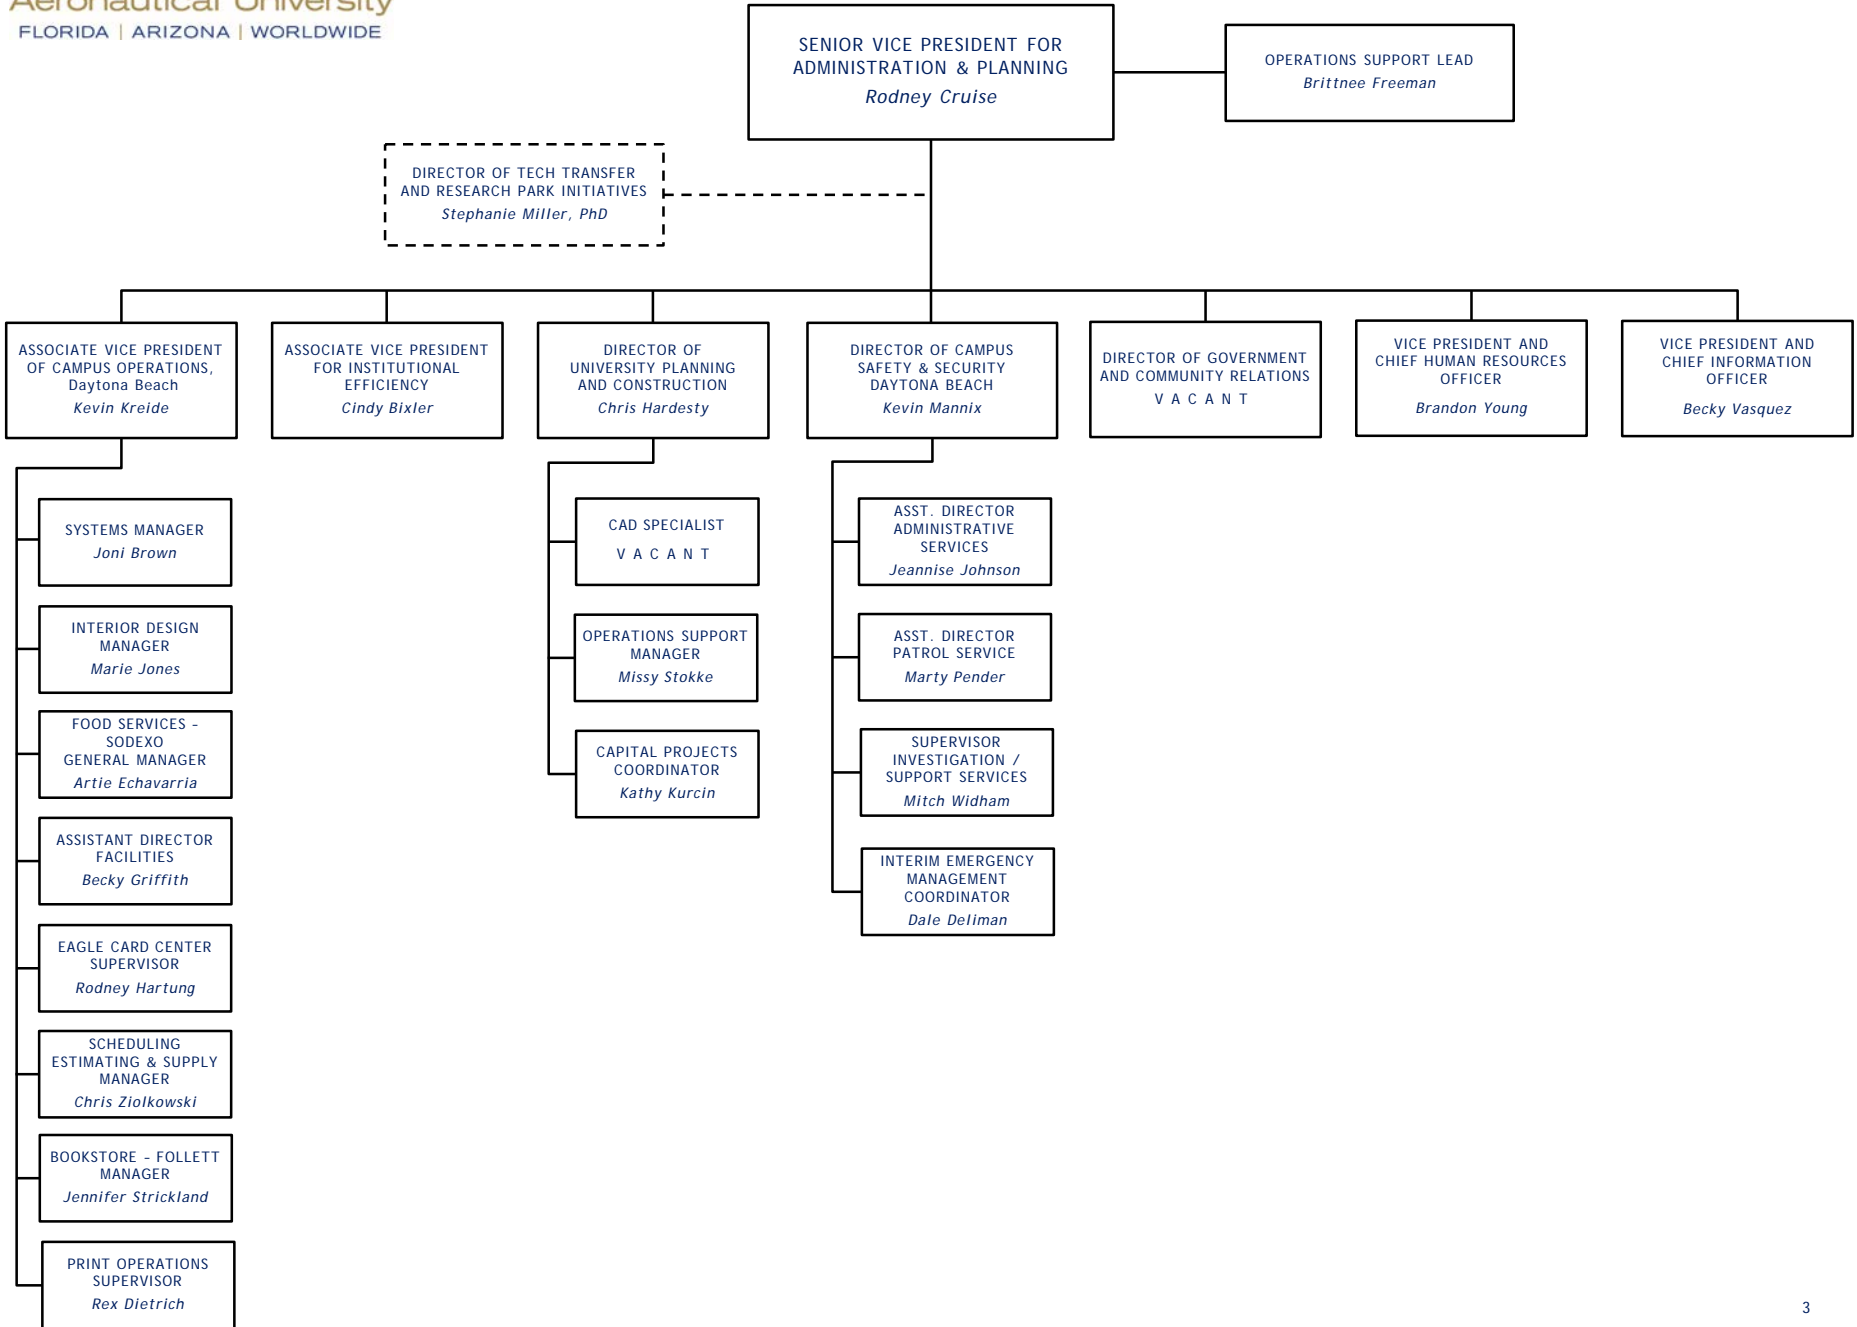 Aeronautical University
FLORIDA | ARIZONA | WORLDWIDE
SENIOR VICE PRESIDENT FOR
ADMINISTRATION & PLANNING
Rodney Cruise
OPERATIONS SUPPORT LEAD
Brittnee Freeman
DIRECTOR OF TECH TRANSFER
AND RESEARCH PARK INITIATIVES
Stephanie Miller, PhD
ASSOCIATE VICE PRESIDENT
OF CAMPUS OPERATIONS,
Daytona Beach
Kevin Kreide
ASSOCIATE VICE PRESIDENT
FOR INSTITUTIONAL
EFFICIENCY
Cindy Bixler
DIRECTOR OF
UNIVERSITY PLANNING
AND CONSTRUCTION
Chris Hardesty
DIRECTOR OF CAMPUS
SAFETY & SECURITY
DAYTONA BEACH
Kevin Mannix
DIRECTOR OF GOVERNMENT
AND COMMUNITY RELATIONS
V A C A N T
VICE PRESIDENT AND
CHIEF HUMAN RESOURCES
OFFICER
Brandon Young
VICE PRESIDENT AND
CHIEF INFORMATION
OFFICER
Becky Vasquez
SYSTEMS MANAGER
Joni Brown
INTERIOR DESIGN
MANAGER
Marie Jones
FOOD SERVICES –
SODEXO
GENERAL MANAGER
Artie Echavarria
ASSISTANT DIRECTOR
FACILITIES
Becky Griffith
EAGLE CARD CENTER
SUPERVISOR
Rodney Hartung
SCHEDULING
ESTIMATING & SUPPLY
MANAGER
Chris Ziolkowski
BOOKSTORE – FOLLETT
MANAGER
Jennifer Strickland
PRINT OPERATIONS
SUPERVISOR
Rex Dietrich
CAD SPECIALIST
V A C A N T
OPERATIONS SUPPORT
MANAGER
Missy Stokke
CAPITAL PROJECTS
COORDINATOR
Kathy Kurcin
ASST. DIRECTOR
ADMINISTRATIVE
SERVICES
Jeannise Johnson
ASST. DIRECTOR
PATROL SERVICE
Marty Pender
SUPERVISOR
INVESTIGATION /
SUPPORT SERVICES
Mitch Widham
INTERIM EMERGENCY
MANAGEMENT
COORDINATOR
Dale Deliman
3